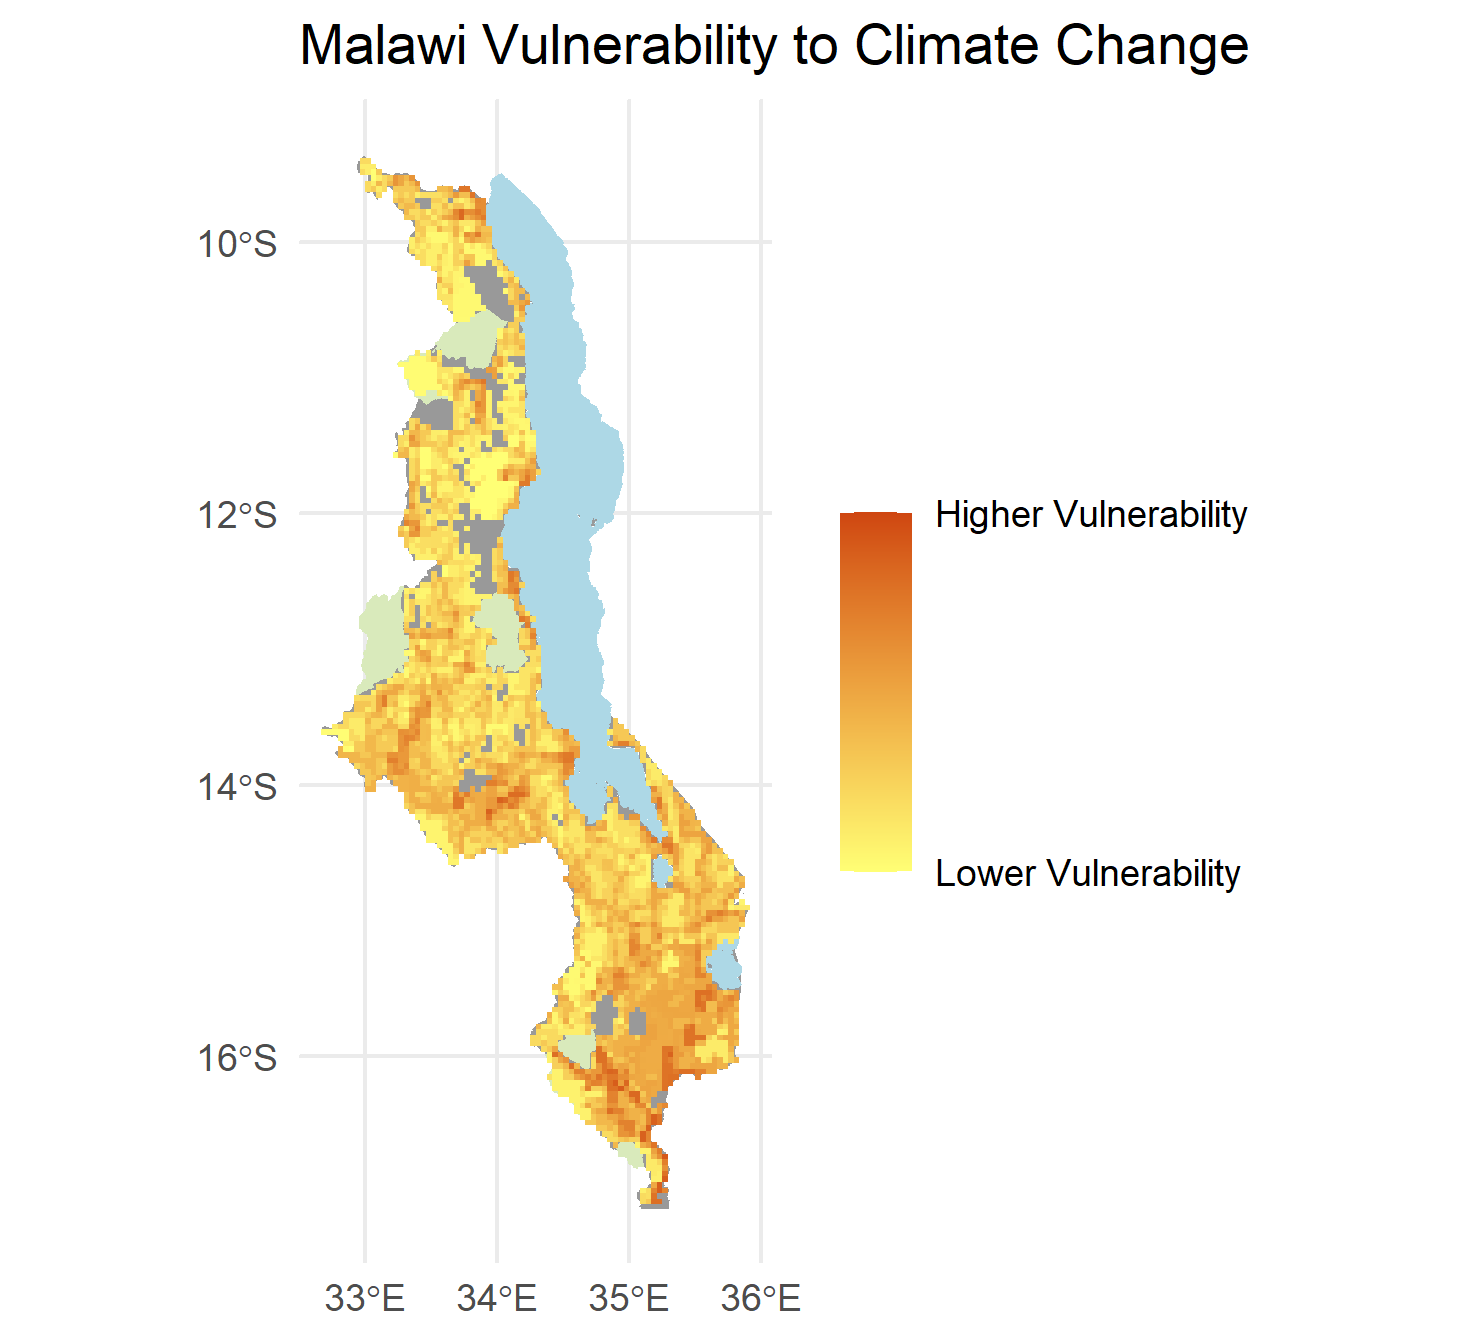 Malawi Vulnerability to Climate Change
10°S
12°S
14°S
16°S
33°E
34°E
35°E
36°E
Higher Vulnerability
Lower Vulnerability